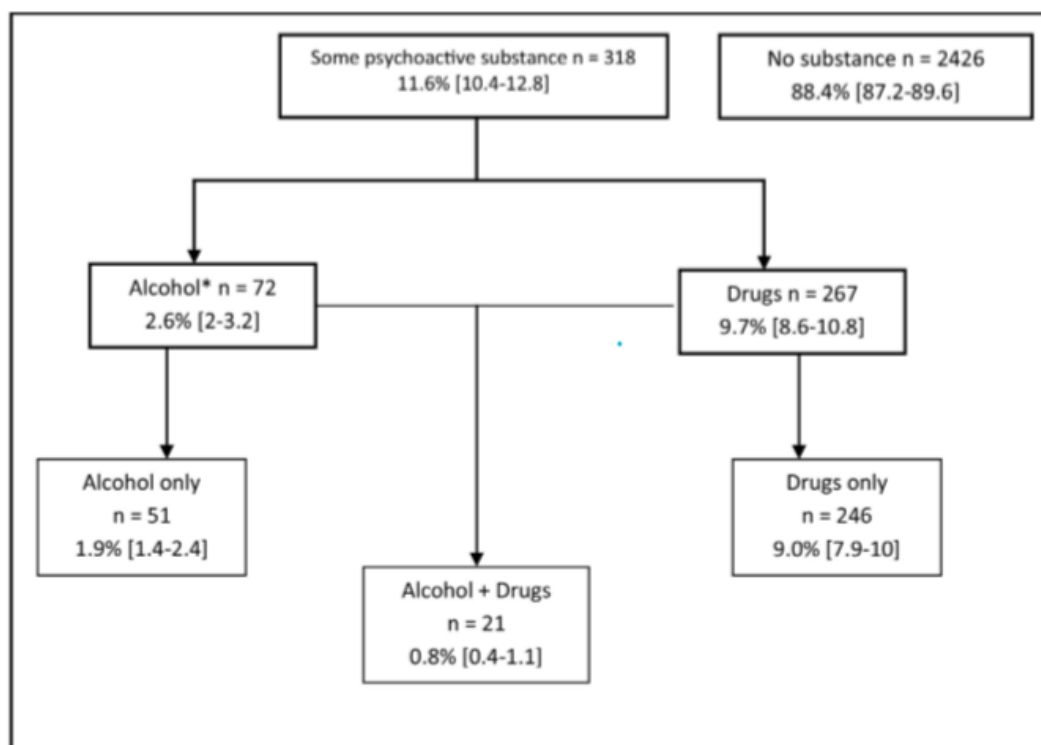 Some psychoactive substance n = 318
11.6% [10.4-12.8]
No substance n = 2426
88.4% [87.2-89.6]
Alcohol* n = 72
2.6% [2-3.2]
Drugs n = 267
9.7% [8.6-10.8]
Alcohol only
n = 51
1.9% [1.4-2.4]
Drugs only
n = 246
9.0% [7.9-10]
Alcohol + Drugs
n = 21
0.8% [0.4-1.1]